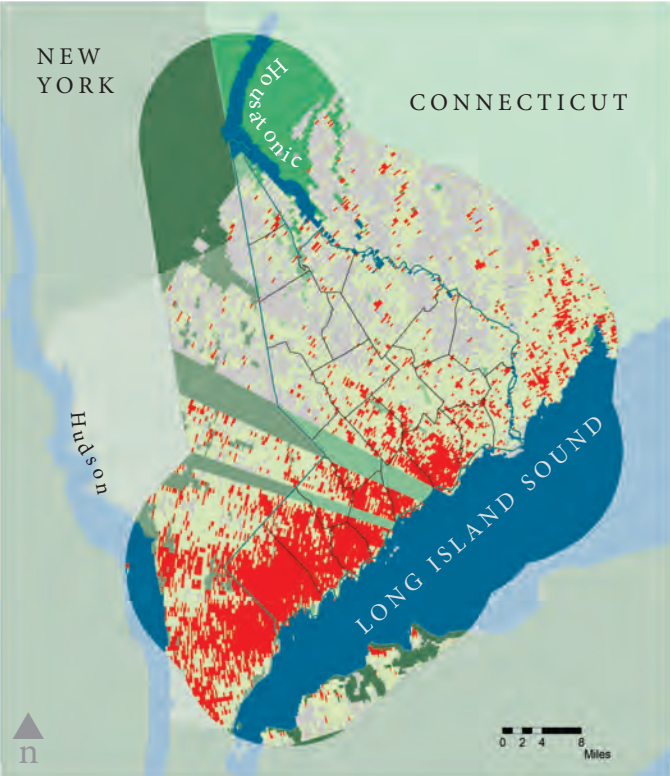 NEW
YORK
CONNECTICUT
Housatonic
Hudson
LONG ISLAND SOUND
n
0 2 4 8
Miles